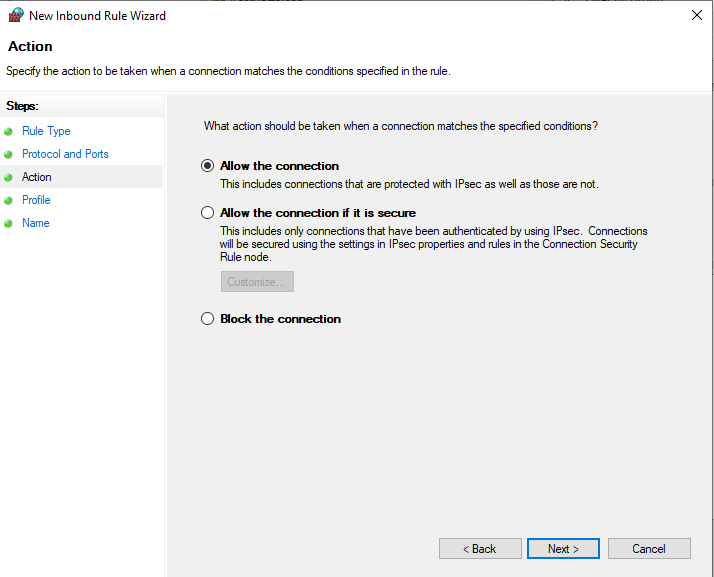 New Inbound Rule Wizard
Action
Specify the action to be taken when a connection matches the conditions specified in the rule.
Steps:
Rule Type
Protocol and Ports
Action
Profile
Name
What action should be taken when a connection matches the specified conditions?
Allow the connection
This includes connections that are protected with IPsec as well as those are not.
Allow the connection if it is secure
This includes only connections that have been authenticated by using IPsec. Connections
will be secured using the settings in IPsec properties and rules in the Connection Security
Rule node.
Customize...
Block the connection
< Back
Next >
Cancel